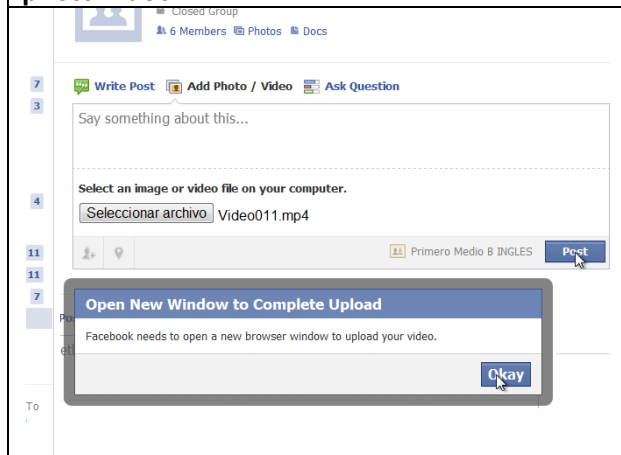 Closed Group
6 Members Photos Docs
7
Write Post Add Photo / Video Ask Question
3
Say something about this...
Select an image or video file on your computer.
4
Seleccionar archivo Video011.mp4
11
Primero Medio B INGLES Post
11
7
Open New Window to Complete Upload
Facebook needs to open a new browser window to upload your video.
Okay
To